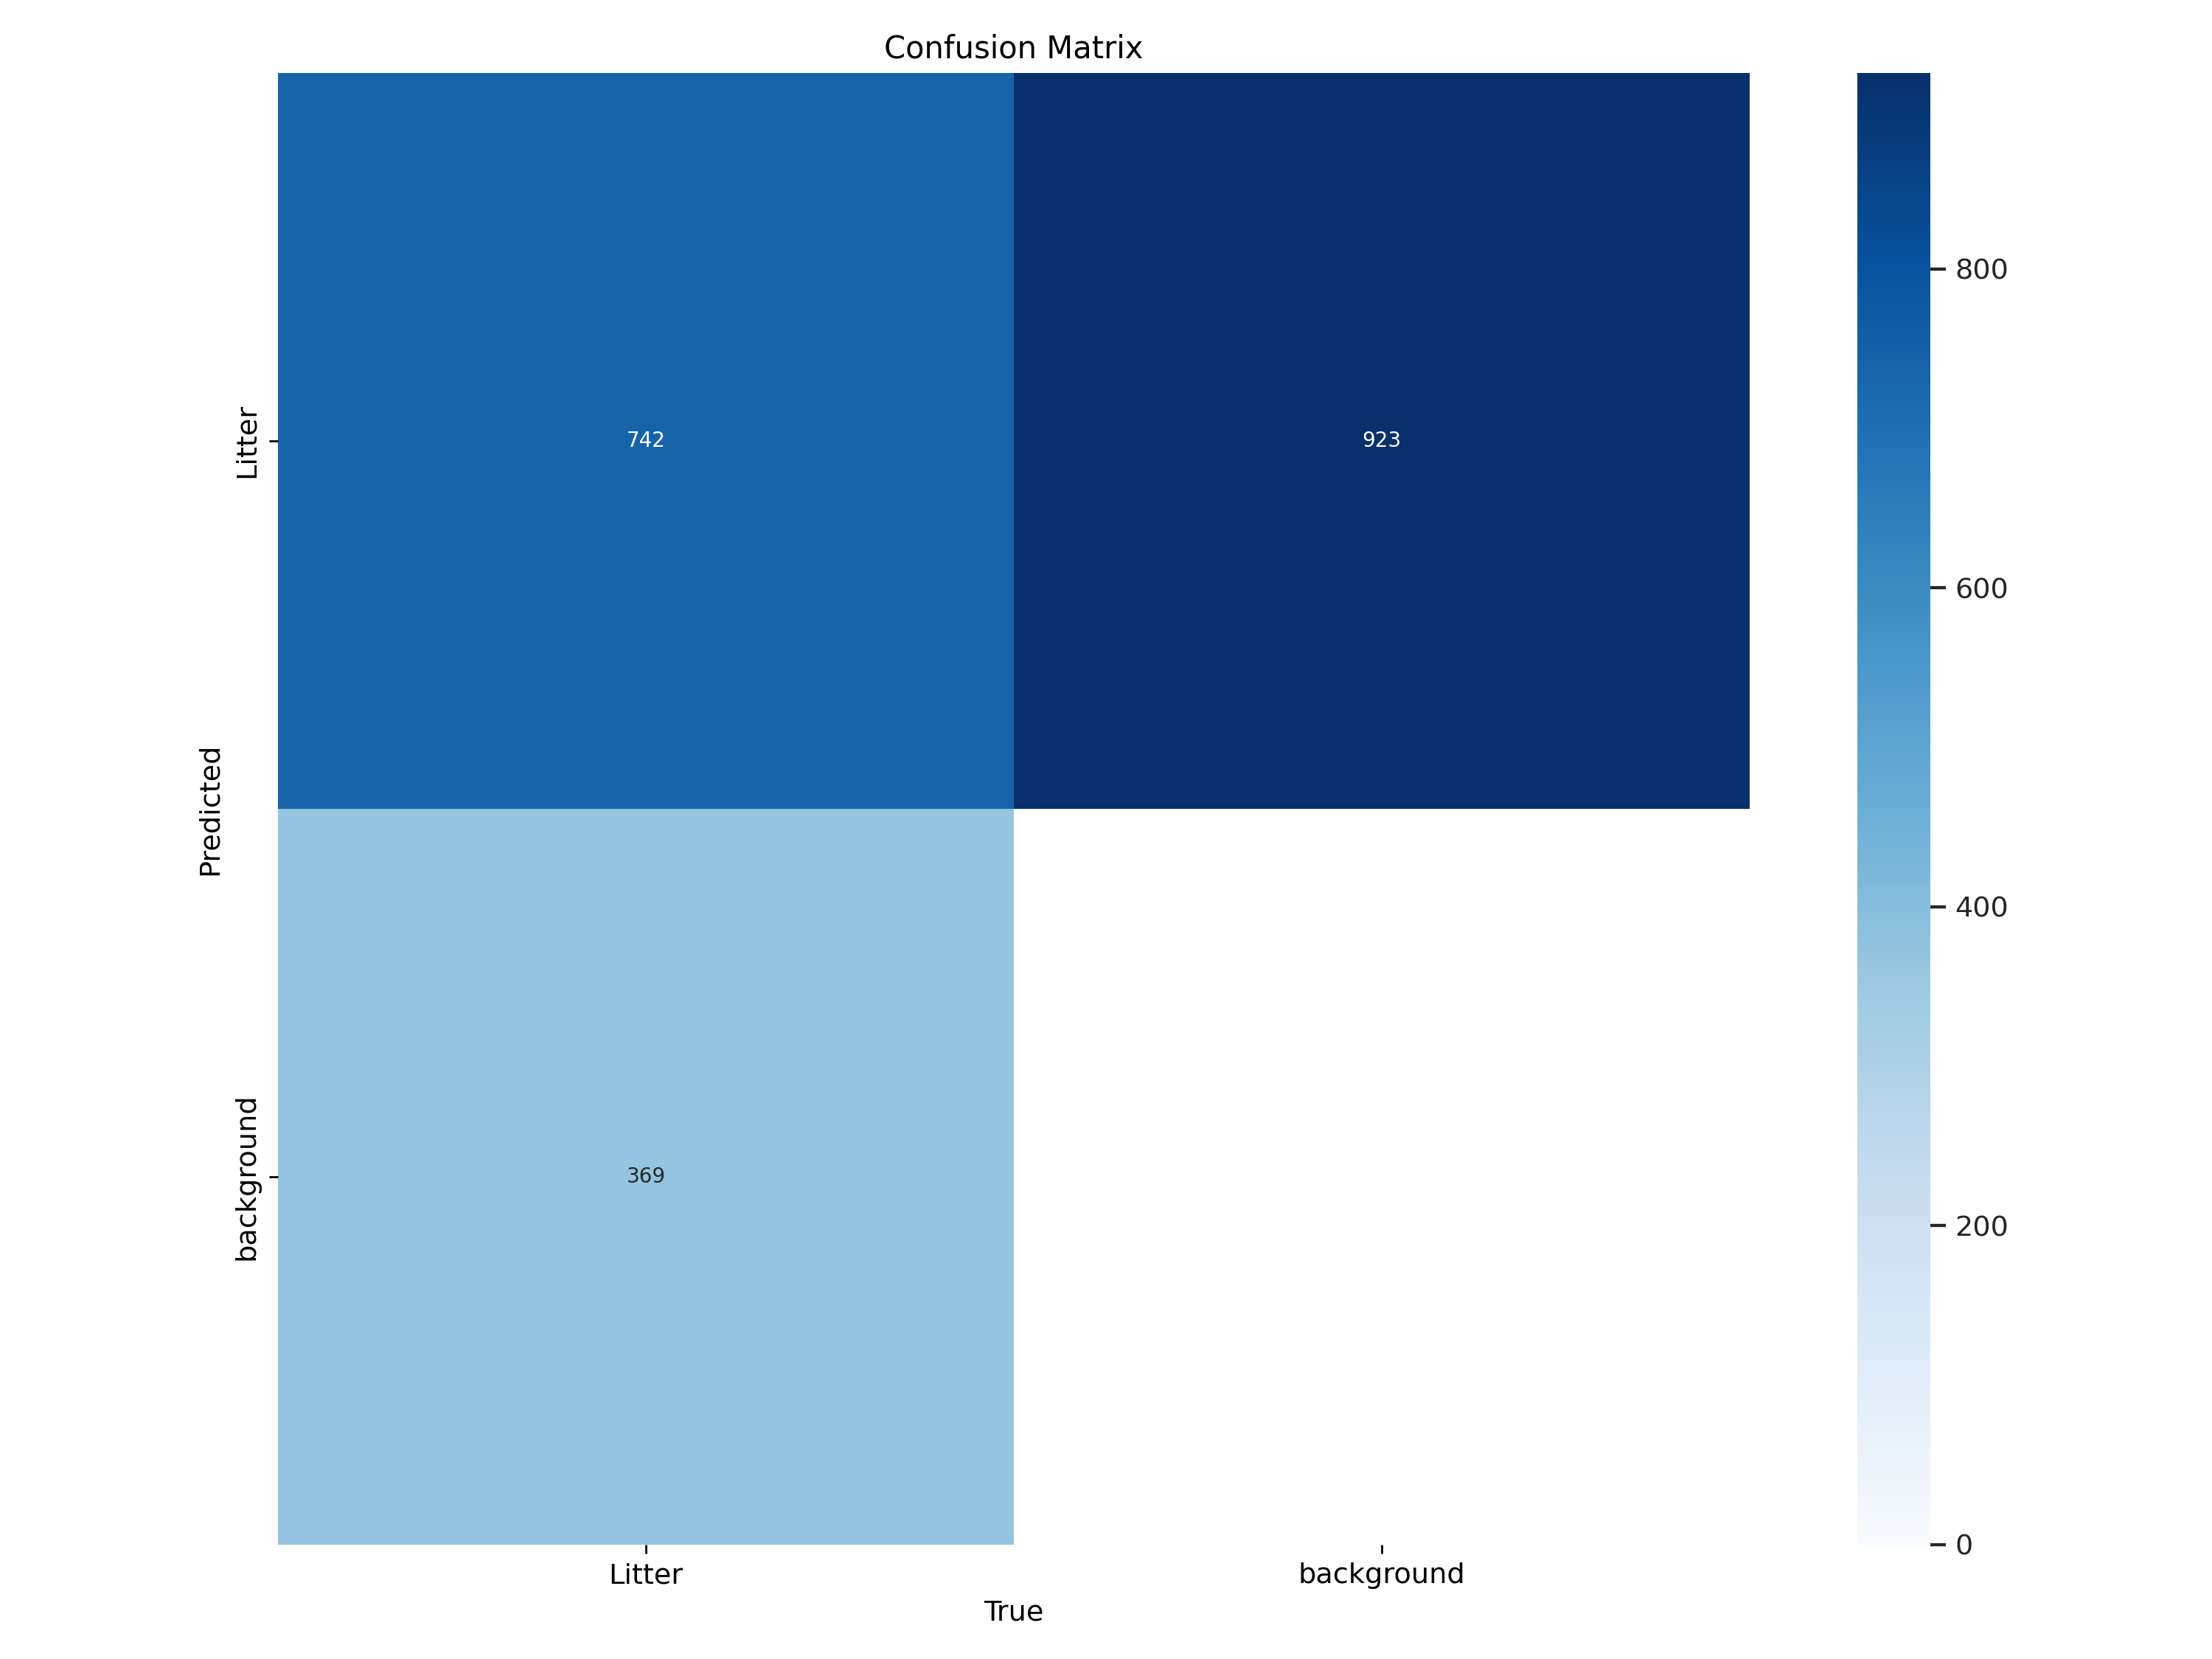 Confusion Matrix
Litter
742
923
800
600
400
200
0
Predicted
background
369
Litter
background
True